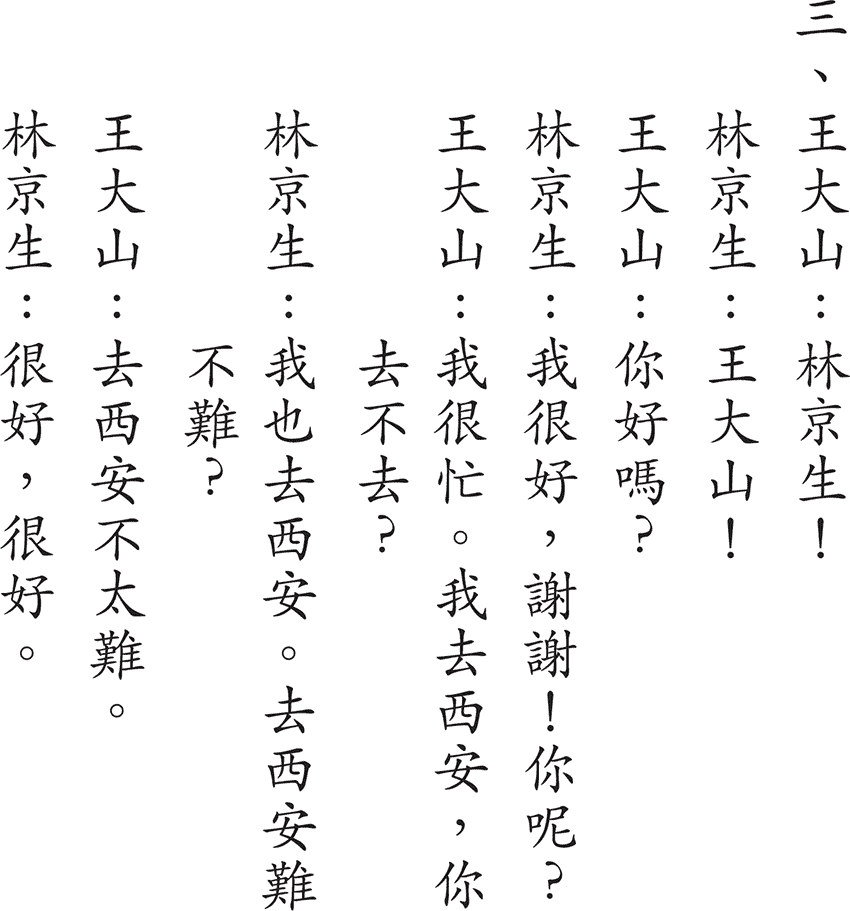 三、王大山：林京生！
林京生：王大山！
王大山：你好嗎？
林京生：我很好，謝謝！你呢？
王大山：我很忙。我去西安，你
去不去？
林京生：我也去西安。去西安難
不難？
王大山：去西安不太難。
林京生：很好，很好。